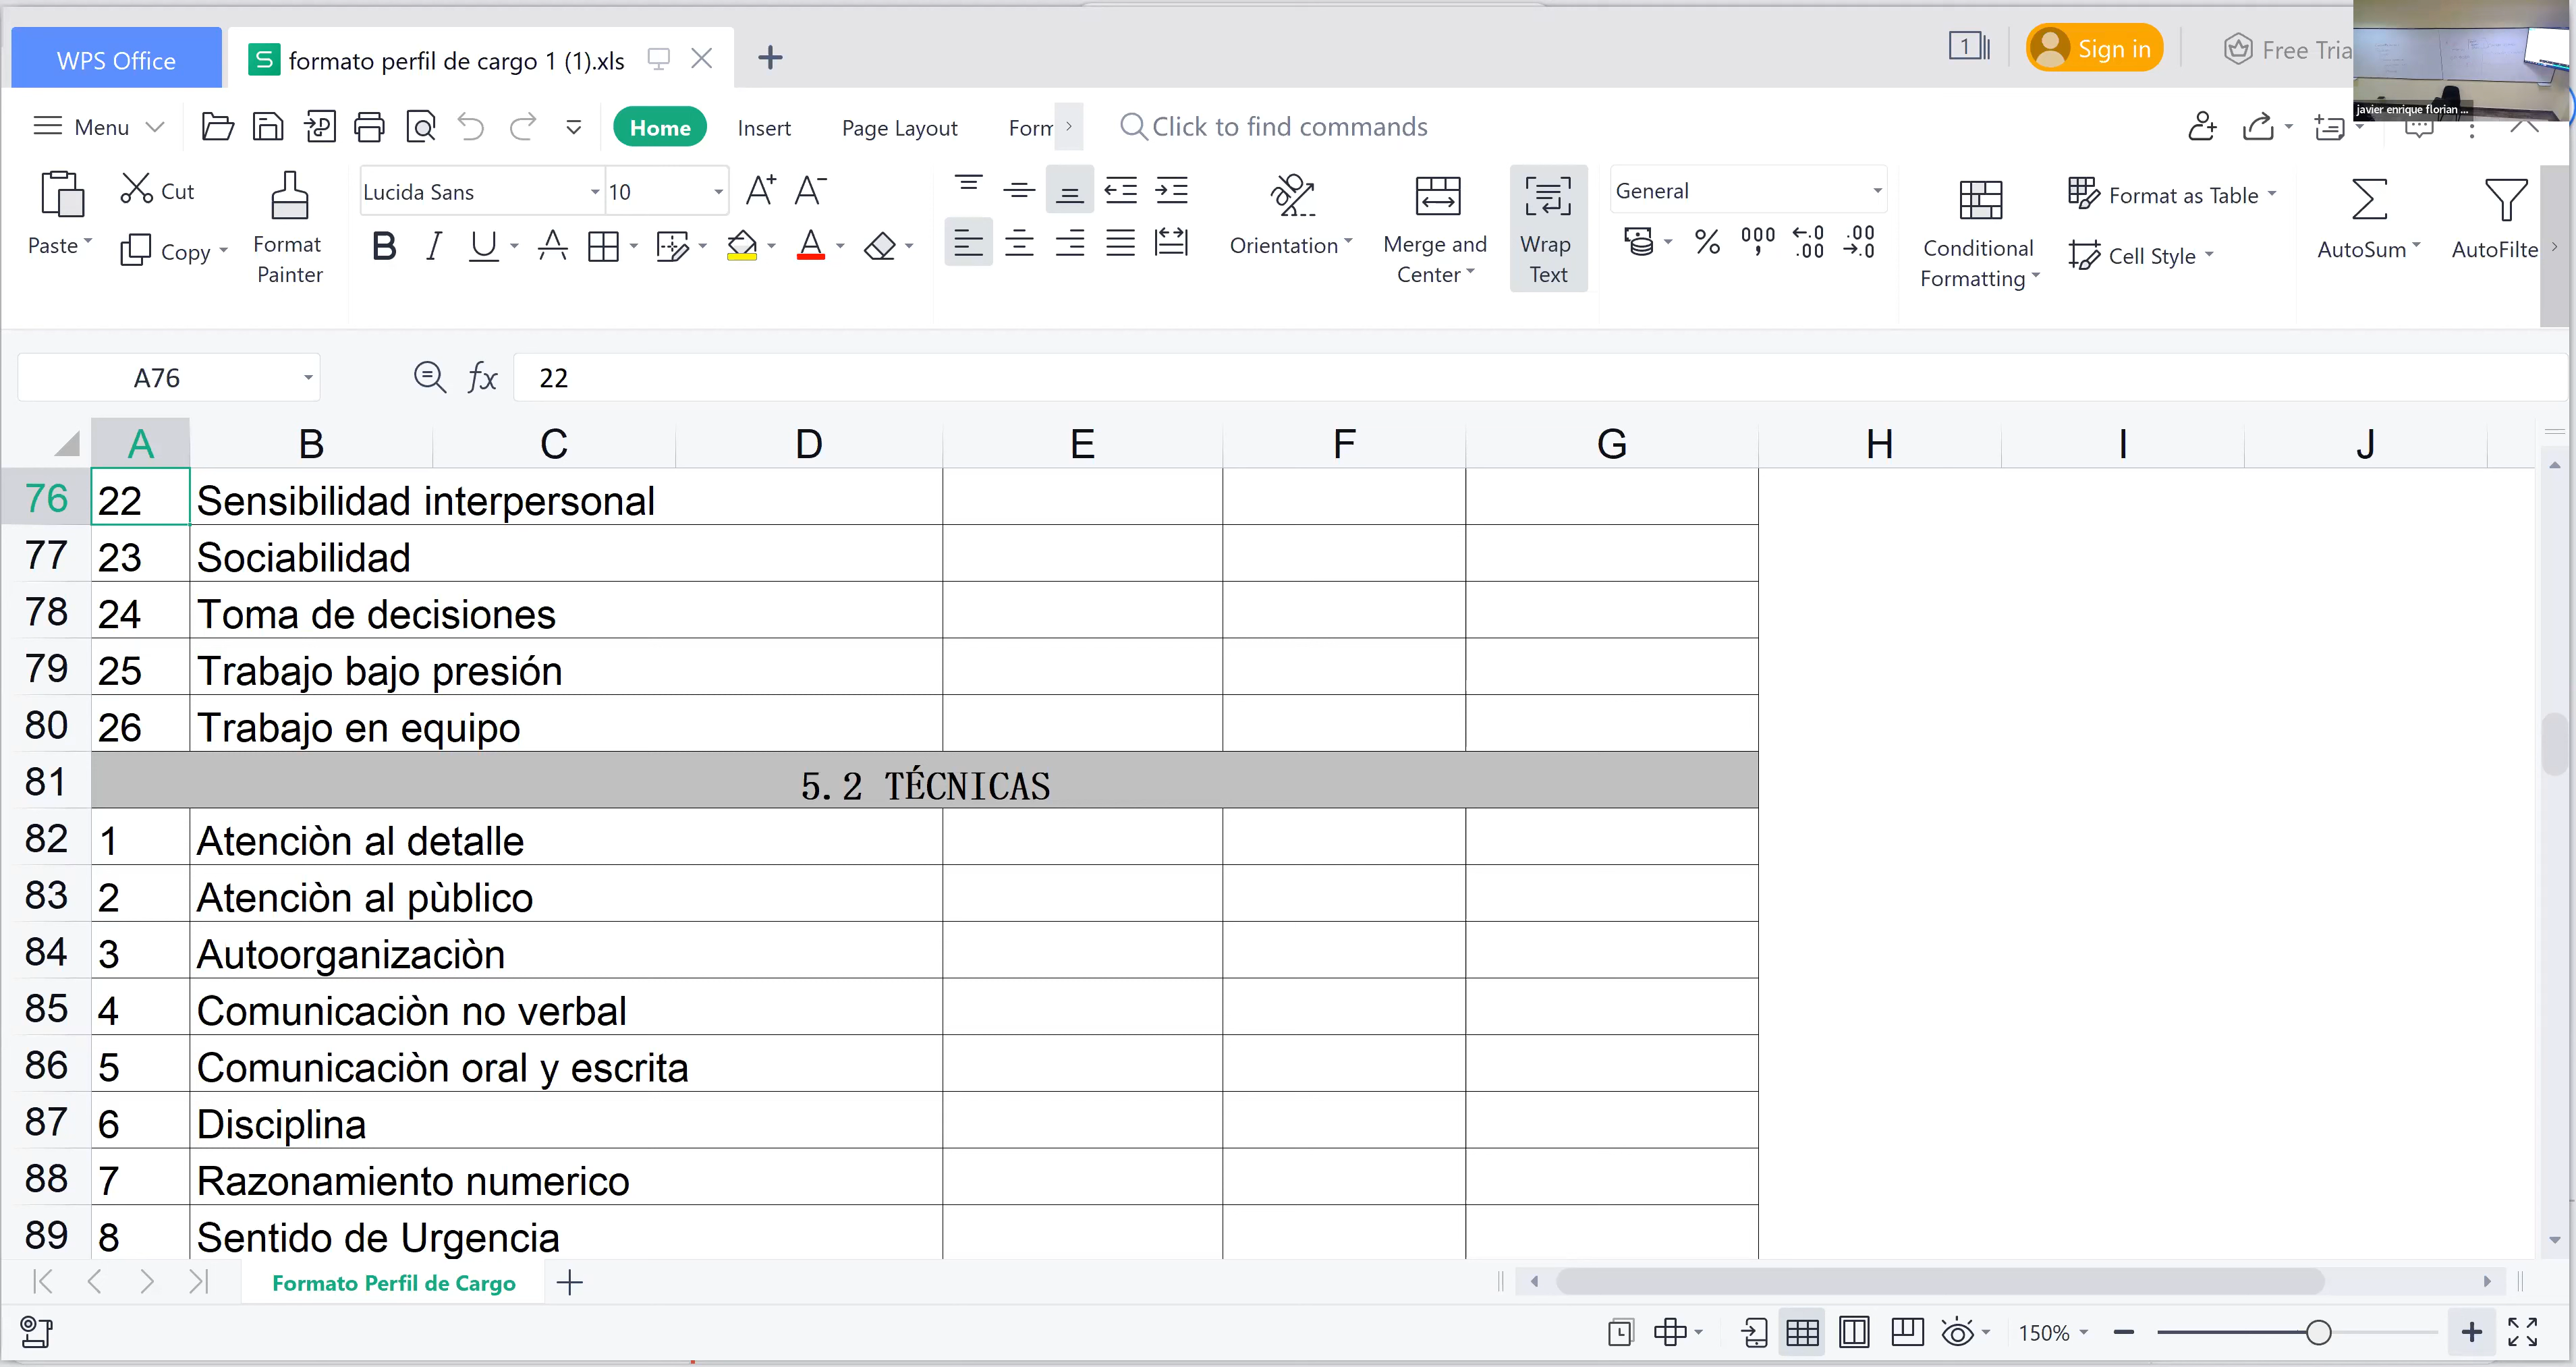 WPS Office
formato perfil de cargo 1 (1).xls
1
Sign in
Free Tria
javier enrique florian ...
Menu
Home
Insert
Page Layout
Form
Click to find commands
Paste
Cut
Copy
Format Painter
Lucida Sans
10
Orientation
Merge and Center
Wrap Text
General
Conditional Formatting
Format as Table
Cell Style
AutoSum
AutoFilte
A76
fx
22
A B C D E F G H I J
76 22 Sensibilidad interpersonal
77 23 Sociabilidad
78 24 Toma de decisiones
79 25 Trabajo bajo presión
80 26 Trabajo en equipo
81 5.2 TÉCNICAS
82 1 Atenciòn al detalle
83 2 Atenciòn al pùblico
84 3 Autoorganizaciòn
85 4 Comunicaciòn no verbal
86 5 Comunicaciòn oral y escrita
87 6 Disciplina
88 7 Razonamiento numerico
89 8 Sentido de Urgencia
Formato Perfil de Cargo
150%